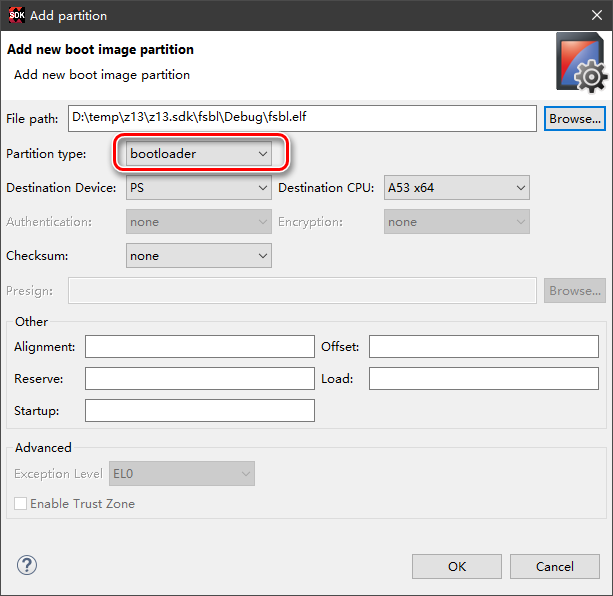 SDK Add partition
Add new boot image partition
Add new boot image partition
File path: D:\temp\z13\z13.sdk\fsbl\Debug\fsbl.elf Browse...
Partition type: bootloader
Destination Device: PS Destination CPU: A53 x64
Authentication: none Encryption: none
Checksum: none
Presign: Browse...
Other
Alignment: Offset:
Reserve: Load:
Startup:
Advanced
Exception Level EL0
Enable Trust Zone
? OK Cancel